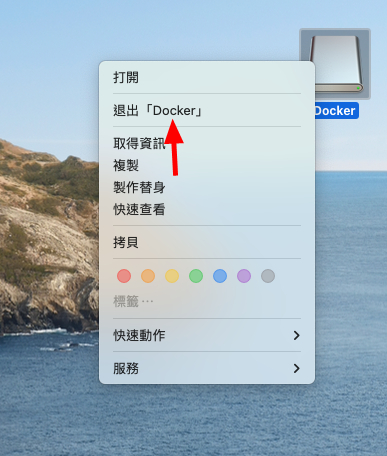 Docker
打開
退出「Docker」
取得資訊
複製
製作替身
快速查看
拷貝
標籤⋯
快速動作
服務